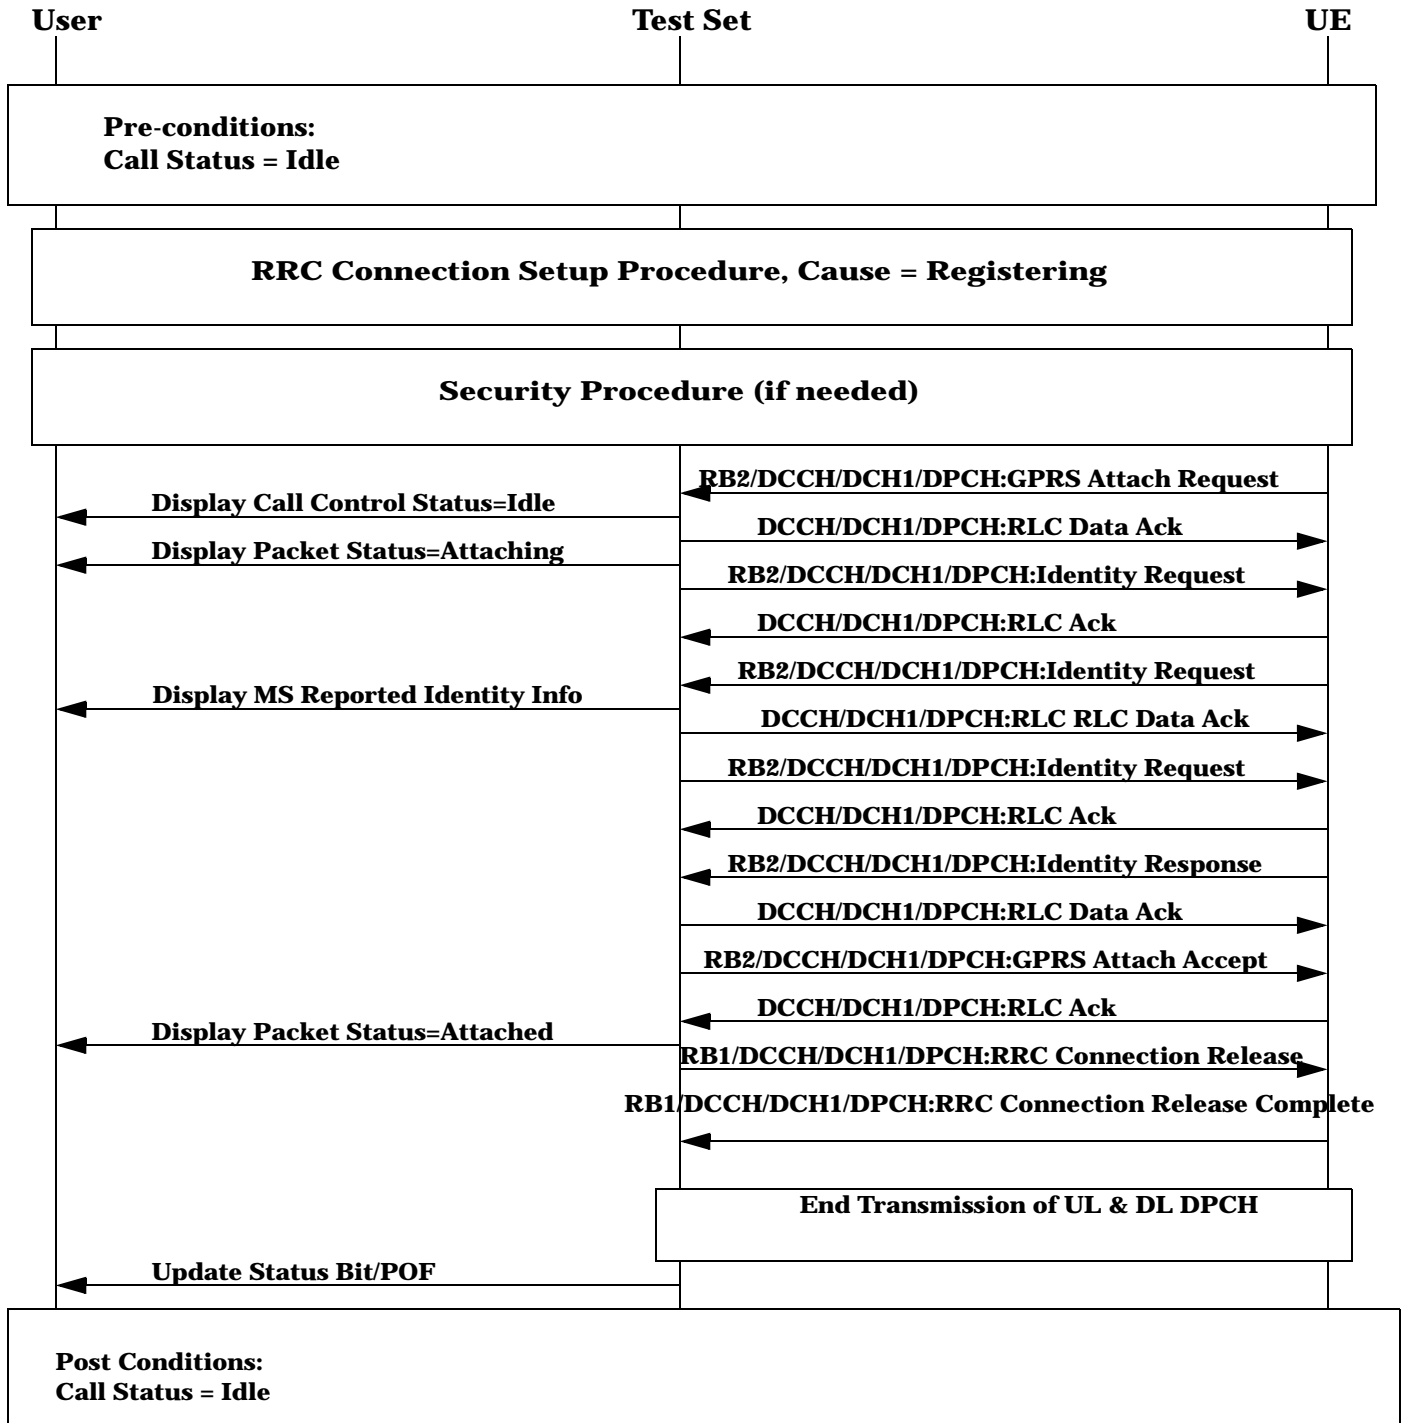 User Test Set UE
Pre-conditions:
Call Status = Idle
RRC Connection Setup Procedure, Cause = Registering
Security Procedure (if needed)
RB2/DCCH/DCH1/DPCH:GPRS Attach Request
Display Call Control Status=Idle
DCCH/DCH1/DPCH:RLC Data Ack
Display Packet Status=Attaching
RB2/DCCH/DCH1/DPCH:Identity Request
DCCH/DCH1/DPCH:RLC Ack
RB2/DCCH/DCH1/DPCH:Identity Request
Display MS Reported Identity Info
DCCH/DCH1/DPCH:RLC RLC Data Ack
RB2/DCCH/DCH1/DPCH:Identity Request
DCCH/DCH1/DPCH:RLC Ack
RB2/DCCH/DCH1/DPCH:Identity Response
DCCH/DCH1/DPCH:RLC Data Ack
RB2/DCCH/DCH1/DPCH:GPRS Attach Accept
DCCH/DCH1/DPCH:RLC Ack
Display Packet Status=Attached
RB1/DCCH/DCH1/DPCH:RRC Connection Release
RB1/DCCH/DCH1/DPCH:RRC Connection Release Complete
End Transmission of UL & DL DPCH
Update Status Bit/POF
Post Conditions:
Call Status = Idle